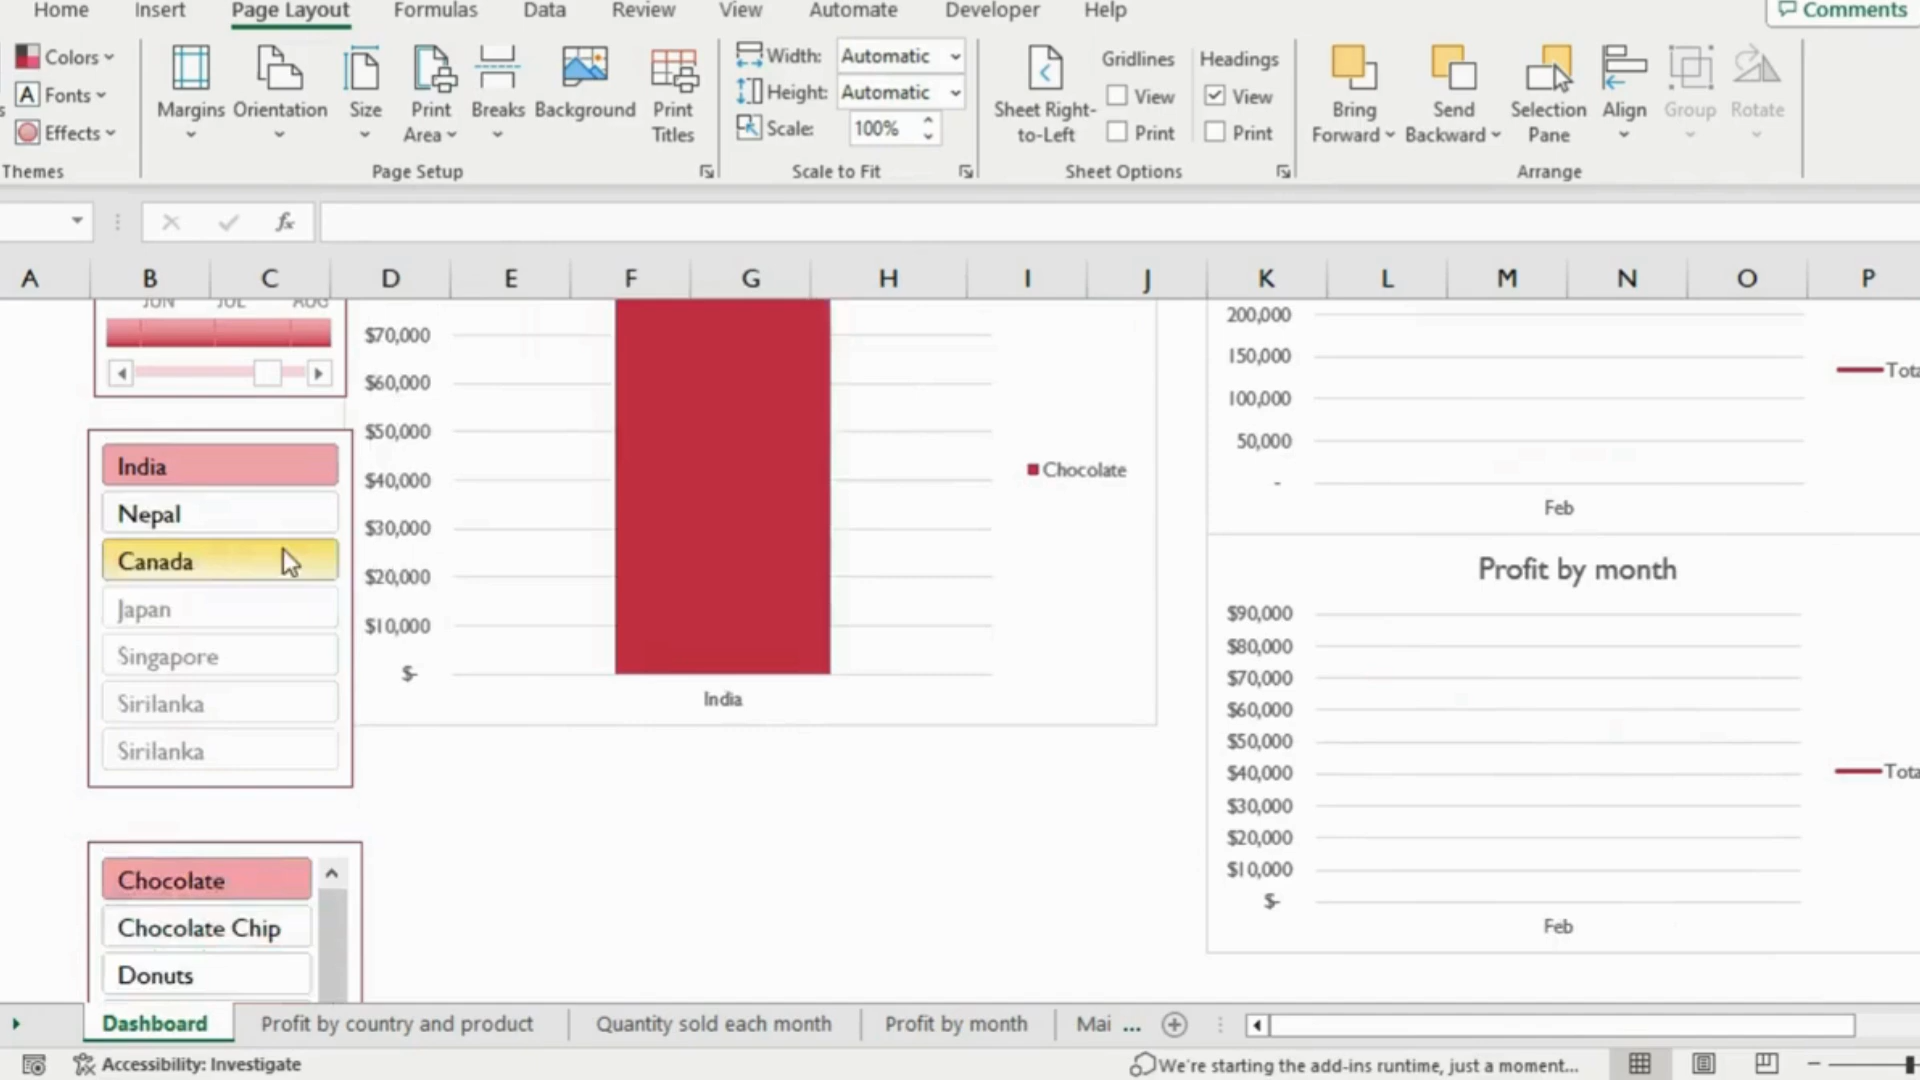 Home Insert Page Layout Formulas Data Review View Automate Developer Help Comments
Colors
Fonts
Effects
Themes
Margins Orientation Size Print Area Breaks Background Print Titles
Page Setup
Width: Automatic
Height: Automatic
Scale: 100%
Scale to Fit
Sheet Right-to-Left
Gridlines Headings
View View
Print Print
Sheet Options
Bring Forward Send Backward Selection Pane Align Group Rotate
Arrange
fx
A B C D E F G H I J K L M N O P
JUN JUL AUG
India
Nepal
Canada
Japan
Singapore
Sirilanka
Sirilanka
Chocolate
Chocolate Chip
Donuts
$70,000
$60,000
$50,000
$40,000
$30,000
$20,000
$10,000
$-
India
Chocolate
200,000
150,000
100,000
50,000
-
Feb
Tota
Profit by month
$90,000
$80,000
$70,000
$60,000
$50,000
$40,000
$30,000
$20,000
$10,000
$-
Feb
Tota
Dashboard Profit by country and product Quantity sold each month Profit by month Mai ...
Accessibility: Investigate
We're starting the add-ins runtime, just a moment...